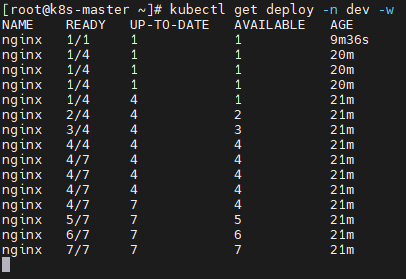 [root@k8s-master ~]# kubectl get deploy -n dev -w
NAME READY UP-TO-DATE AVAILABLE AGE
nginx 1/1 1 1 9m36s
nginx 1/4 1 1 20m
nginx 1/4 1 1 20m
nginx 1/4 1 1 20m
nginx 1/4 4 1 21m
nginx 2/4 4 2 21m
nginx 3/4 4 3 21m
nginx 4/4 4 4 21m
nginx 4/7 4 4 21m
nginx 4/7 4 4 21m
nginx 4/7 4 4 21m
nginx 4/7 7 4 21m
nginx 5/7 7 5 21m
nginx 6/7 7 6 21m
nginx 7/7 7 7 21m